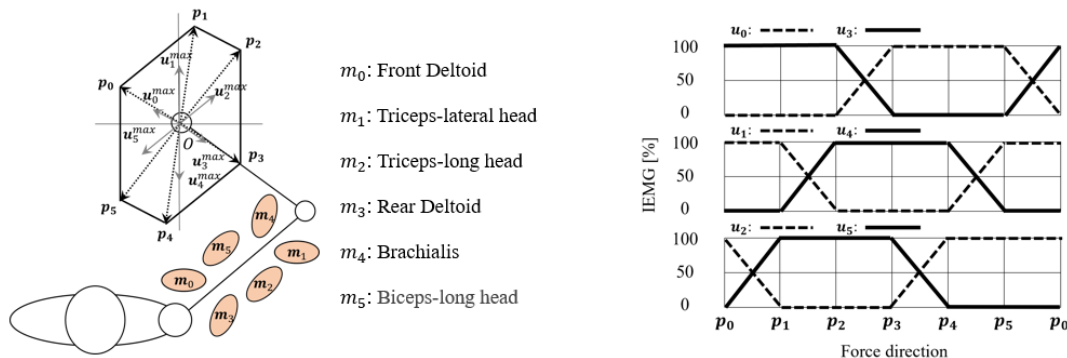 p₁
p₂
p₀
p₃
p₅
p₄
u₁ᵐᵃˣ
u₀ᵐᵃˣ
u₂ᵐᵃˣ
u₅ᵐᵃˣ
O
u₃ᵐᵃˣ
u₄ᵐᵃˣ
m₄
m₅
m₁
m₀
m₂
m₃
m₀: Front Deltoid
m₁: Triceps-lateral head
m₂: Triceps-long head
m₃: Rear Deltoid
m₄: Brachialis
m₅: Biceps-long head
u₀: u₃:
100
50
0
u₁: u₄:
100
50
0
u₂: u₅:
100
50
0
IEMG [%]
p₀ p₁ p₂ p₃ p₄ p₅ p₀
Force direction